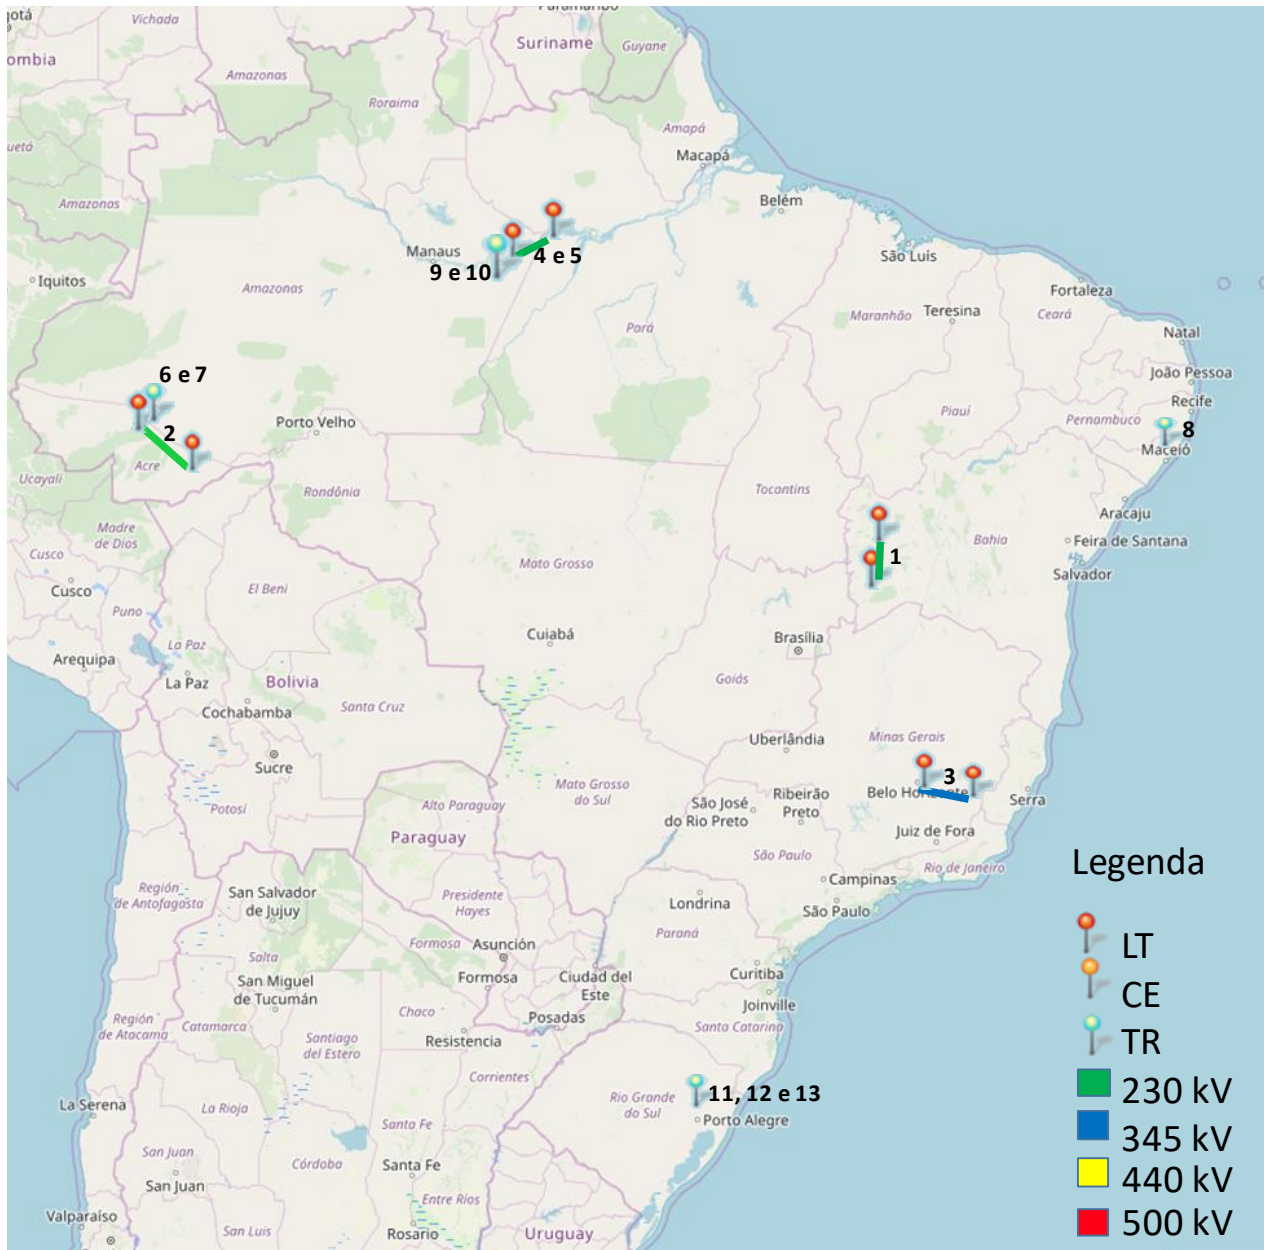 gotá
Vichada
Paramaribo
ombia
Suriname
Guyane
Amazonas
Roraima
Amapá
uetá
Macapá
Amazonas
Belém
Manaus
4 e 5
São Luís
9 e 10
Iquitos
Amazonas
Fortaleza
Maranhão
Teresina
Ceará
Pará
Natal
6 e 7
João Pessoa
Recife
Piauí
Pernambuco
2
Porto Velho
8
Maceió
Acre
Ucayali
Rondônia
Tocantins
Aracaju
Madre
de Dios
Bahia
Feira de Santana
Cusco
1
Mato Grosso
Salvador
Cusco
El Beni
Puno
Cuiabá
Brasília
La Paz
Arequipa
La Paz
Bolivia
Goiás
Santa Cruz
Cochabamba
Uberlândia
Minas Gerais
Sucre
3
Mato Grosso
do Sul
Belo Horizonte
Ribeirão
Preto
São José
do Rio Preto
Serra
Potosí
Alto Paraguay
Juiz de Fora
Paraguay
São Paulo
Rio de Janeiro
Legenda
Región
de Antofagasta
San Salvador
de Jujuy
Presidente
Hayes
Campinas
Londrina
São Paulo
Paraná
Formosa
Asunción
LT
Salta
Formosa
Ciudad del
Este
Curitiba
San Miguel
de Tucumán
CE
Joinville
Región
de Atacama
Catamarca
Chaco
Posadas
Santa Catarina
Santiago
del Estero
Resistencia
TR
Corrientes
230 kV
La Serena
La Rioja
Rio Grande
do Sul
11, 12 e 13
Porto Alegre
345 kV
Santa Fe
San Juan
Córdoba
Santa Fe
440 kV
San Juan
Entre Ríos
Valparaíso
San Luis
Rosario
Uruguay
500 kV